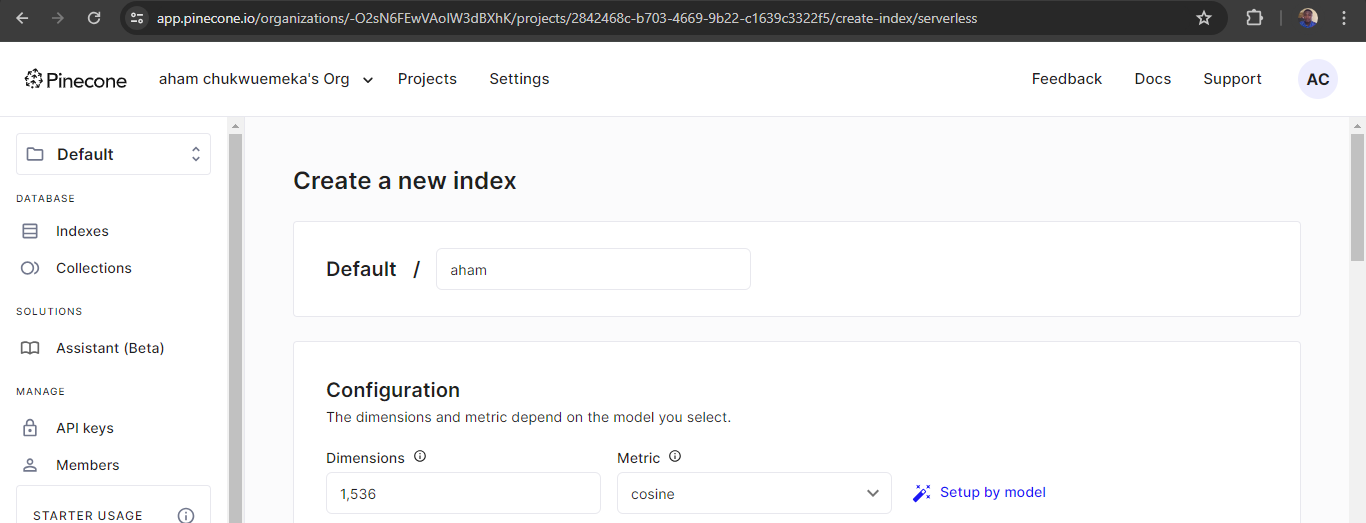 app.pinecone.io/organizations/-O2sN6FEwVAoIW3dBXhK/projects/2842468c-b703-4669-9b22-c1639c3322f5/create-index/serverless
Pinecone aham chukwuemeka's Org Projects Settings Feedback Docs Support AC
Default
DATABASE
Indexes
Collections
SOLUTIONS
Assistant (Beta)
MANAGE
API keys
Members
STARTER USAGE
Create a new index
Default / aham
Configuration
The dimensions and metric depend on the model you select.
Dimensions Metric
1,536 cosine Setup by model